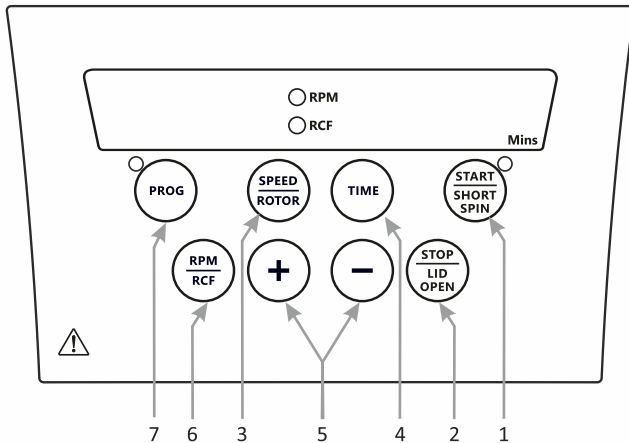 RPM
RCF
Mins
PROG
SPEED
ROTOR
TIME
START
SHORT
SPIN
RPM
RCF
+
−
STOP
LID
OPEN
7
6
3
5
4
2
1